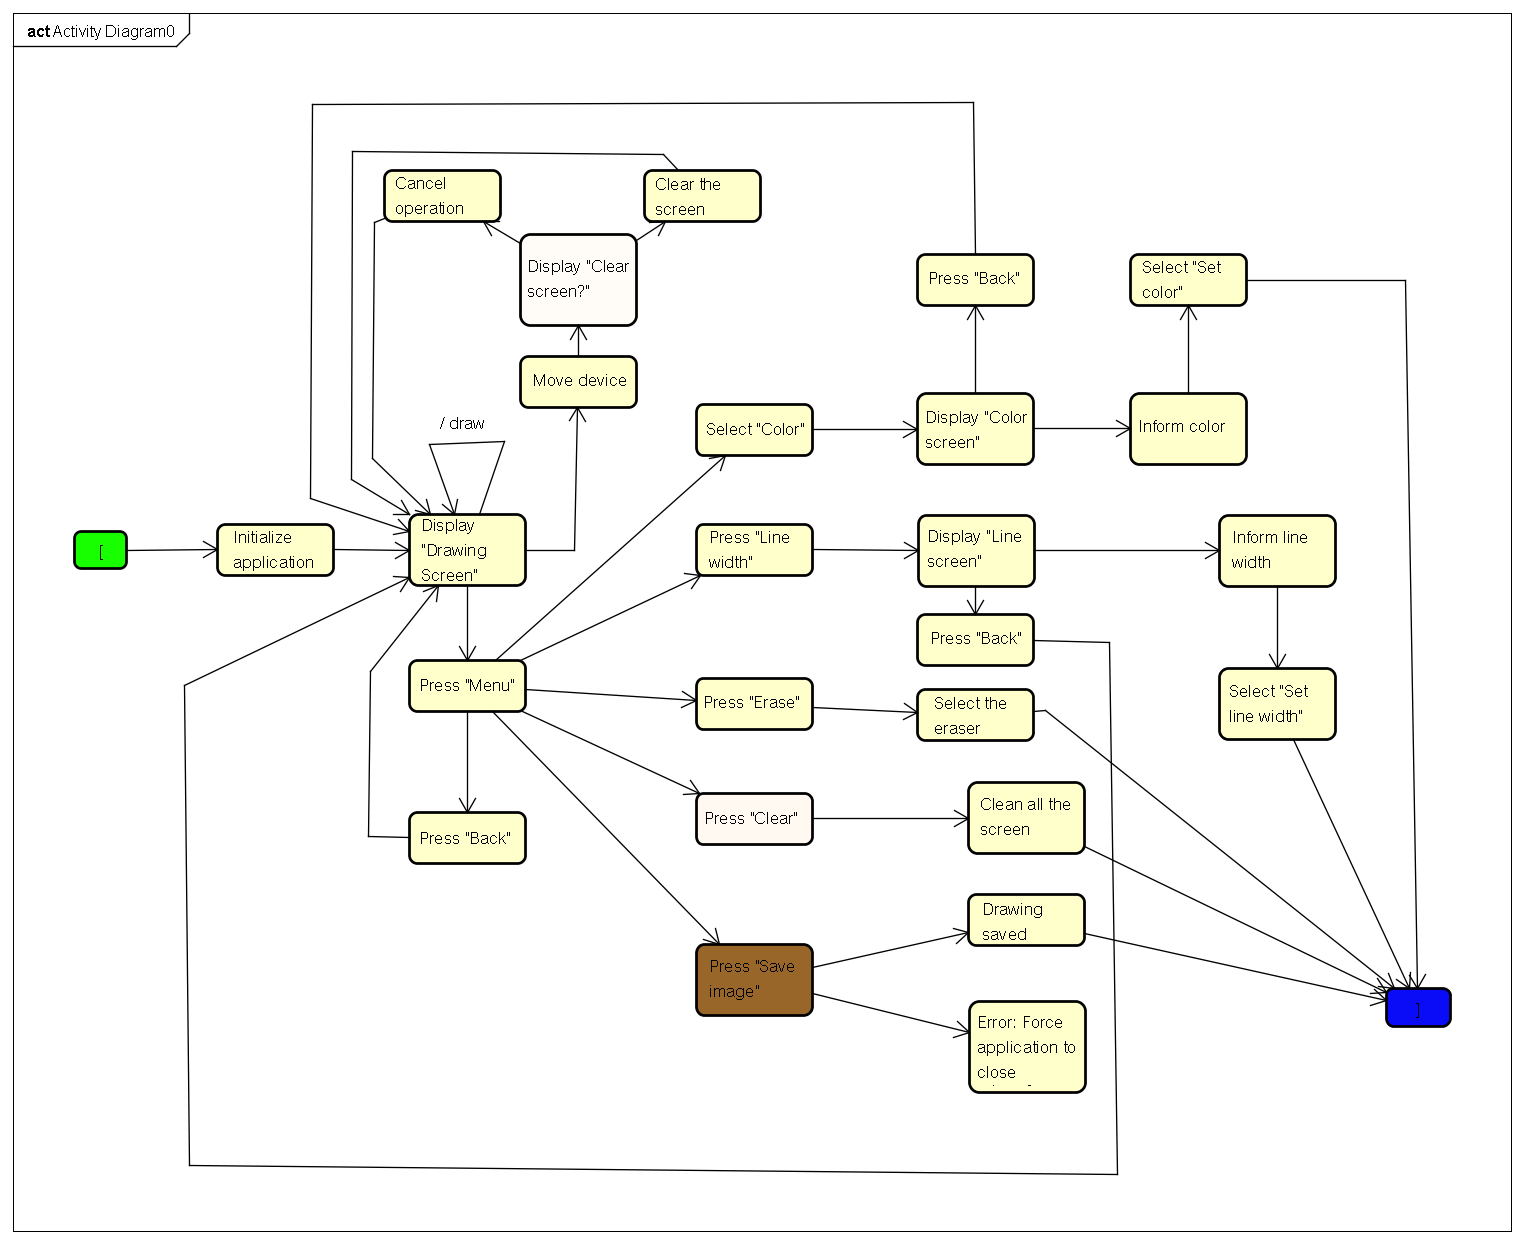 act Activity Diagram0
Cancel
operation
Clear the
screen
Display "Clear
screen?"
Move device
/ draw
Press "Back"
Select "Set
color"
Select "Color"
Display "Color
screen"
Inform color
[
Initialize
application
Display
"Drawing
Screen"
Press "Line
width"
Display "Line
screen"
Inform line
width
Press "Back"
Press "Menu"
Press "Erase"
Select the
eraser
Select "Set
line width"
Press "Back"
Press "Clear"
Clean all the
screen
Press "Save
image"
Drawing
saved
Error: Force
application to
close
]